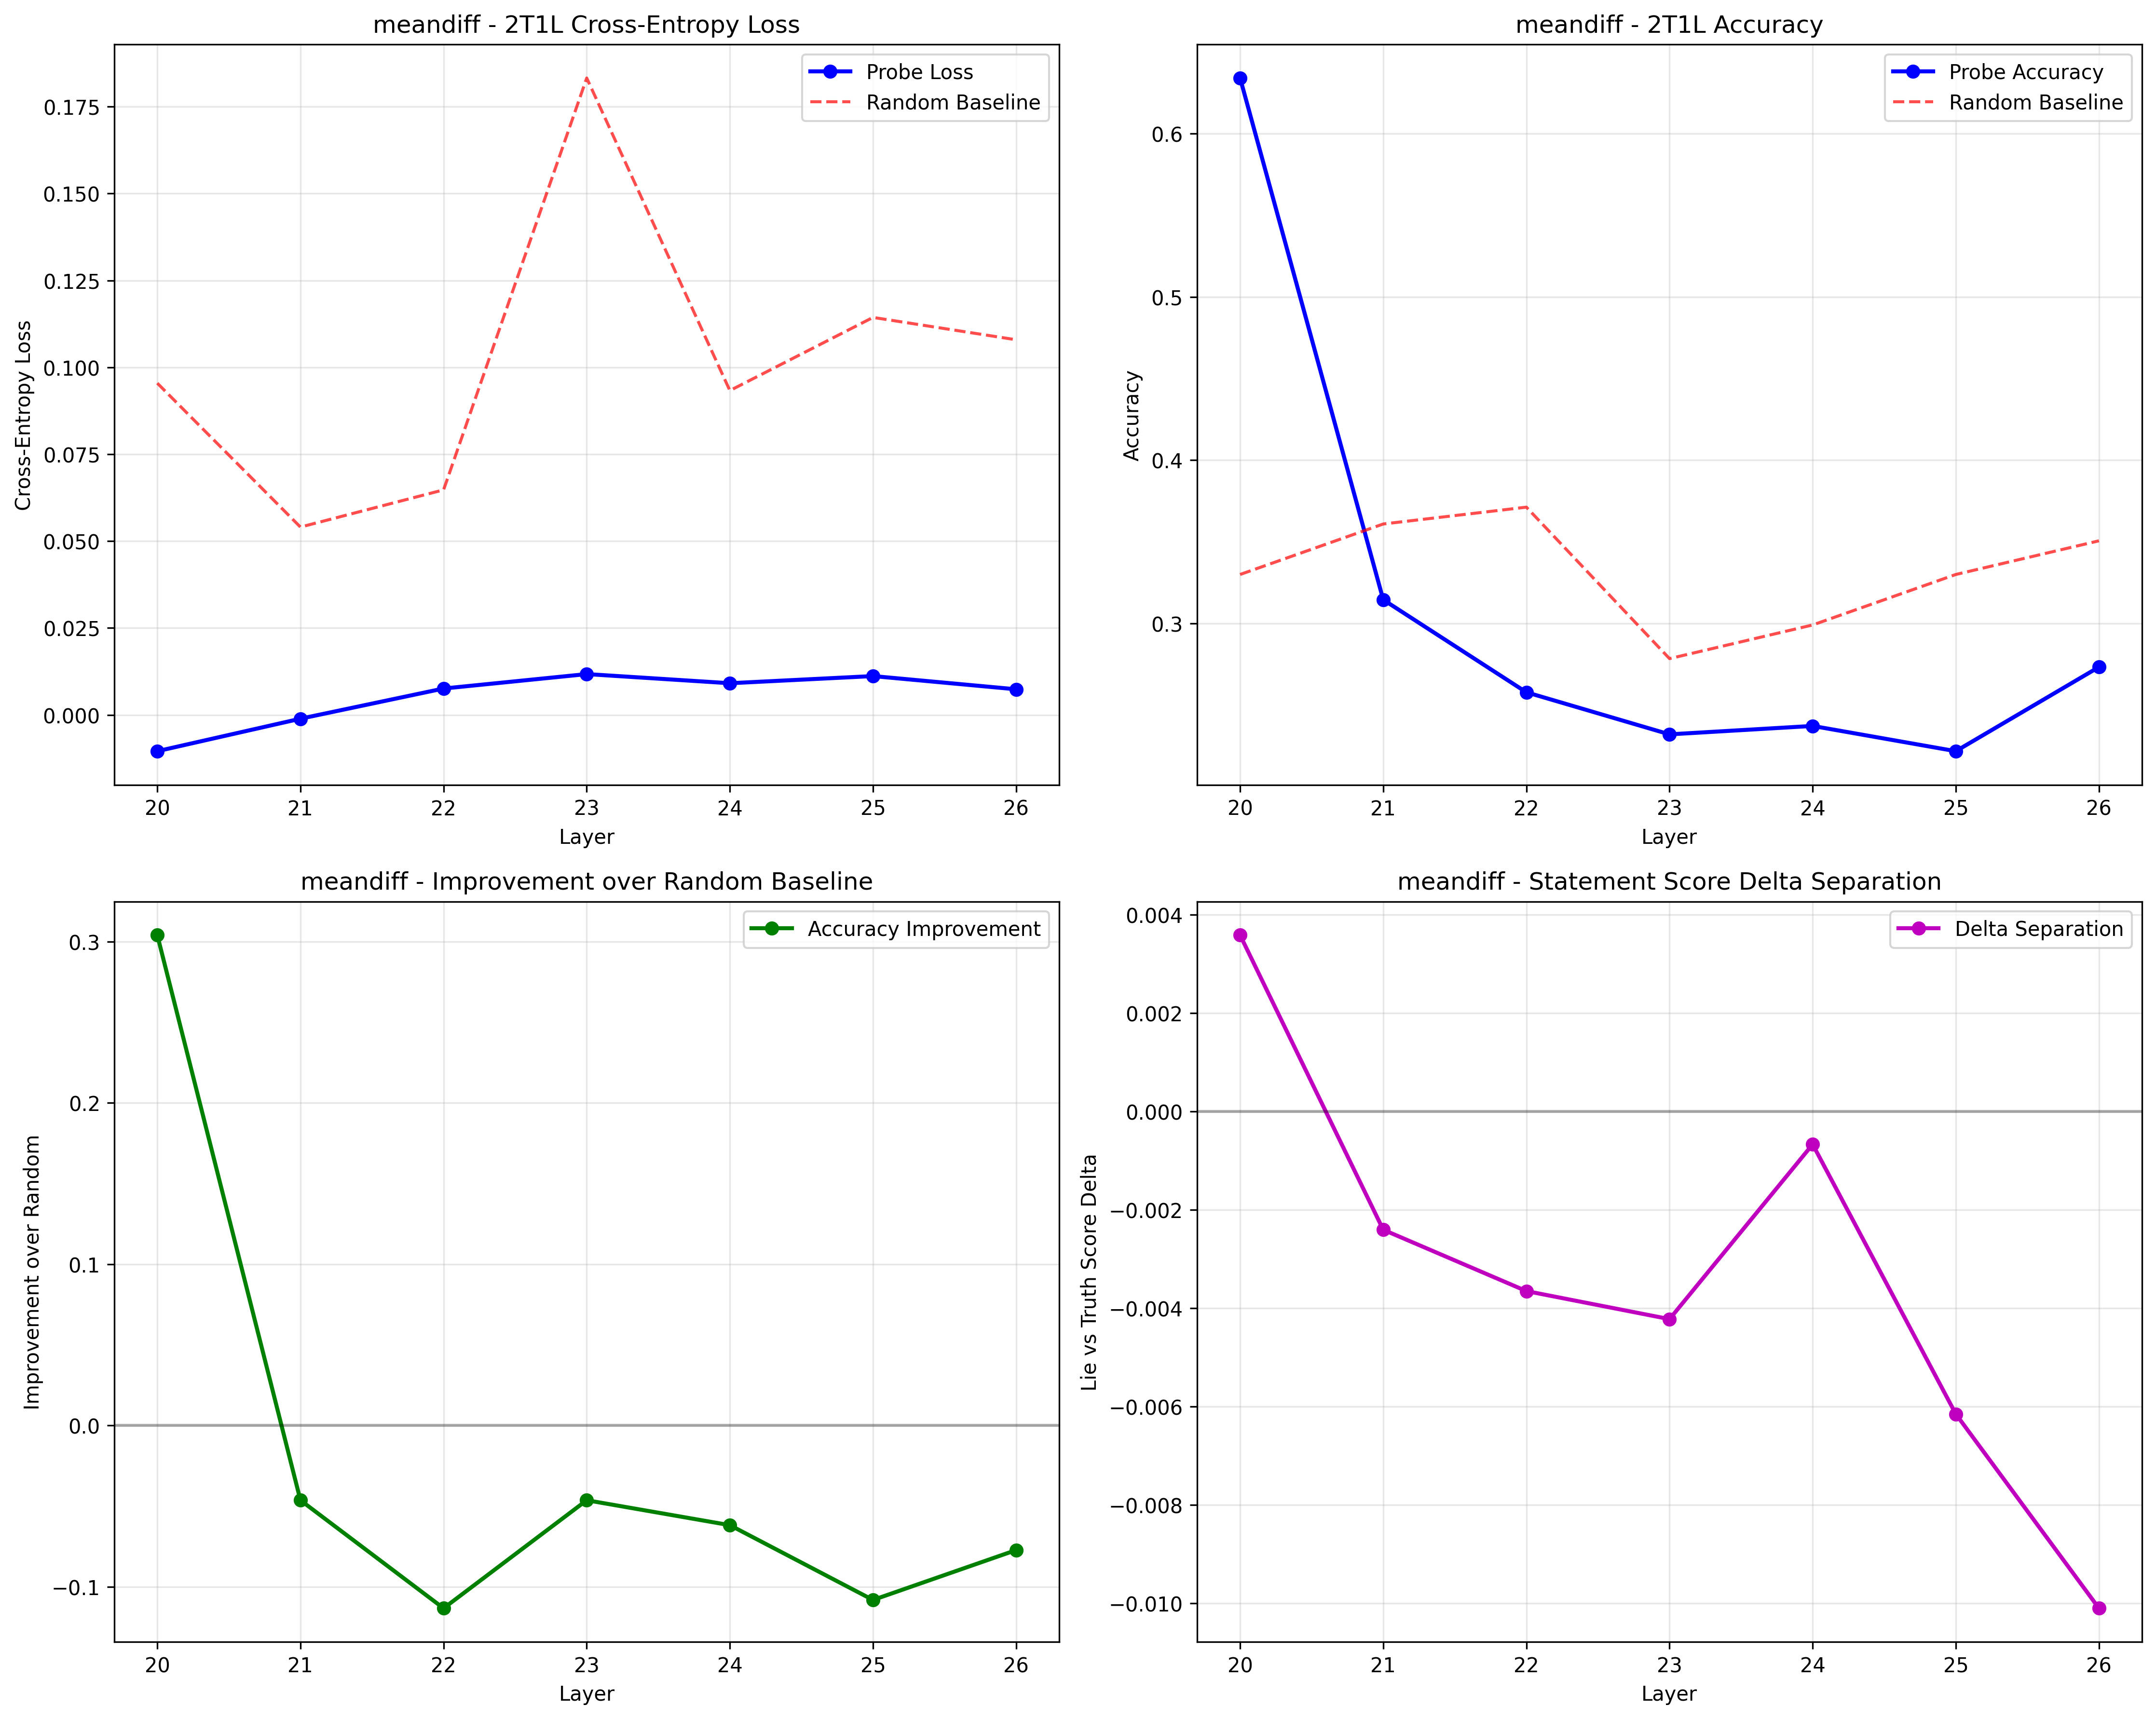 meandiff - 2T1L Cross-Entropy Loss
Probe Loss
Random Baseline
Cross-Entropy Loss
0.175
0.150
0.125
0.100
0.075
0.050
0.025
0.000
20 21 22 23 24 25 26
Layer
meandiff - 2T1L Accuracy
Probe Accuracy
Random Baseline
Accuracy
0.6
0.5
0.4
0.3
20 21 22 23 24 25 26
Layer
meandiff - Improvement over Random Baseline
Accuracy Improvement
Improvement over Random
0.3
0.2
0.1
0.0
−0.1
20 21 22 23 24 25 26
Layer
meandiff - Statement Score Delta Separation
Delta Separation
Lie vs Truth Score Delta
0.004
0.002
0.000
−0.002
−0.004
−0.006
−0.008
−0.010
20 21 22 23 24 25 26
Layer